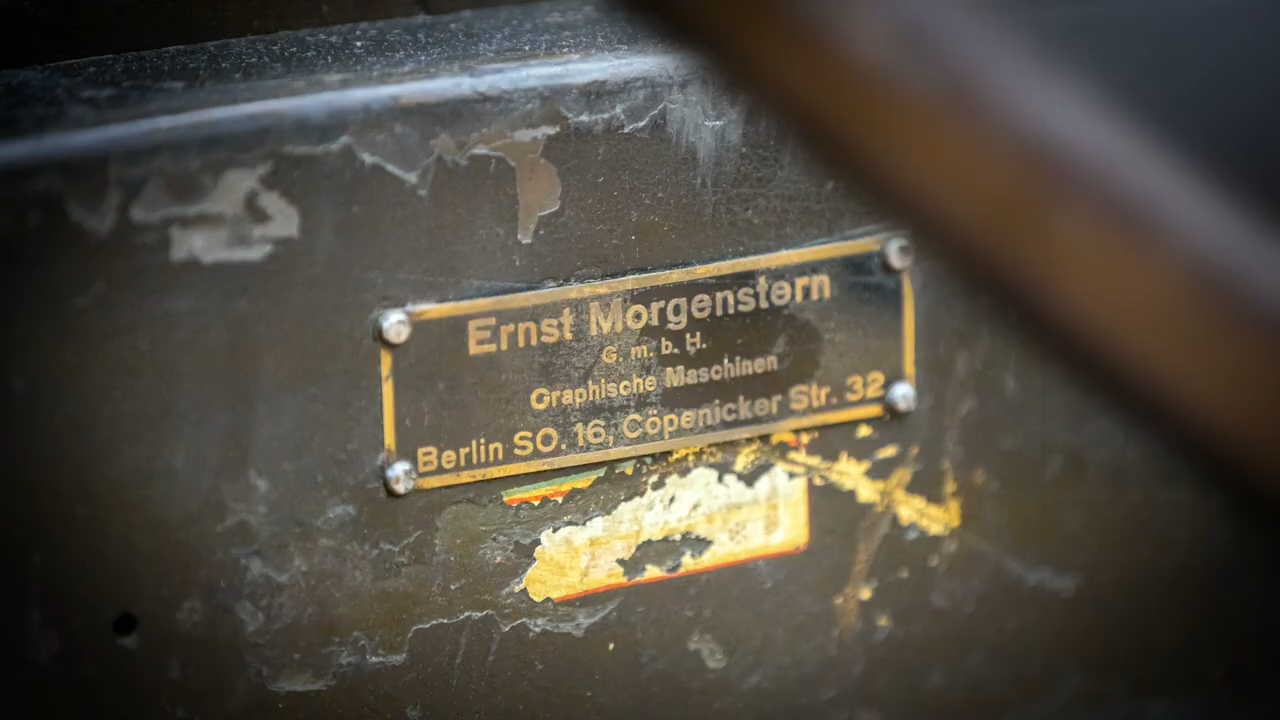 Ernst Morgenstern
G. m. b. H.
Graphische Maschinen
Berlin SO. 16, Cöpenicker Str. 32